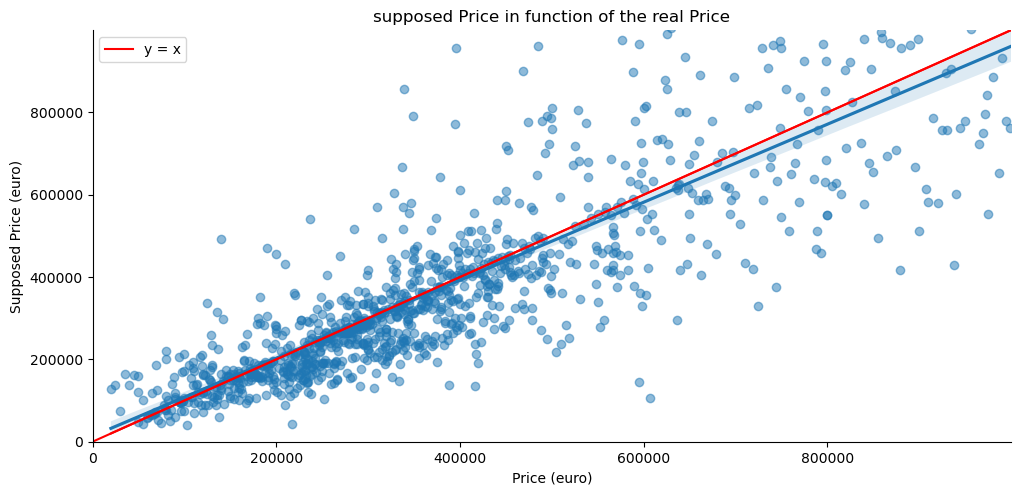 supposed Price in function of the real Price
y = x
800000
600000
400000
200000
0
Supposed Price (euro)
0 200000 400000 600000 800000
Price (euro)